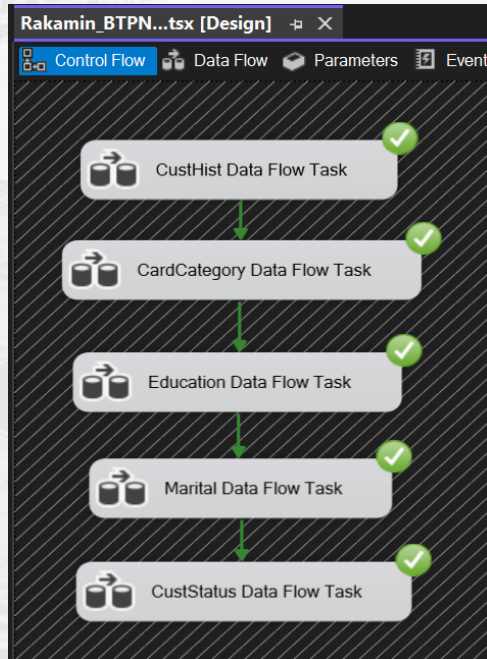 Rakamin_BTPN...tsx [Design]
Control Flow Data Flow Parameters Event
CustHist Data Flow Task
CardCategory Data Flow Task
Education Data Flow Task
Marital Data Flow Task
CustStatus Data Flow Task